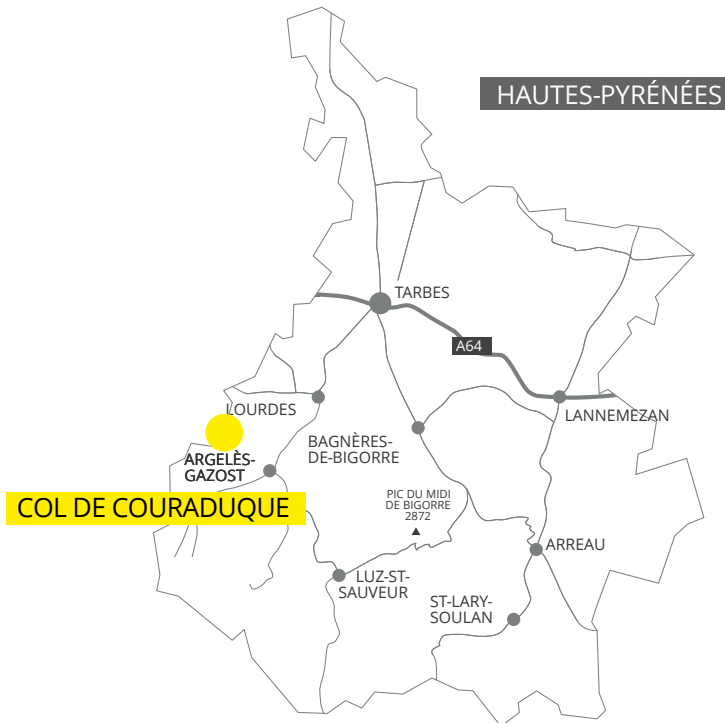 HAUTES-PYRÉNÉES
TARBES
A64
LOURDES
LANNEMEZAN
BAGNÈRES-
DE-BIGORRE
ARGELÈS-
GAZOST
COL DE COURADUQUE
PIC DU MIDI
DE BIGORRE
2872
ARREAU
LUZ-ST-
SAUVEUR
ST-LARY-
SOULAN